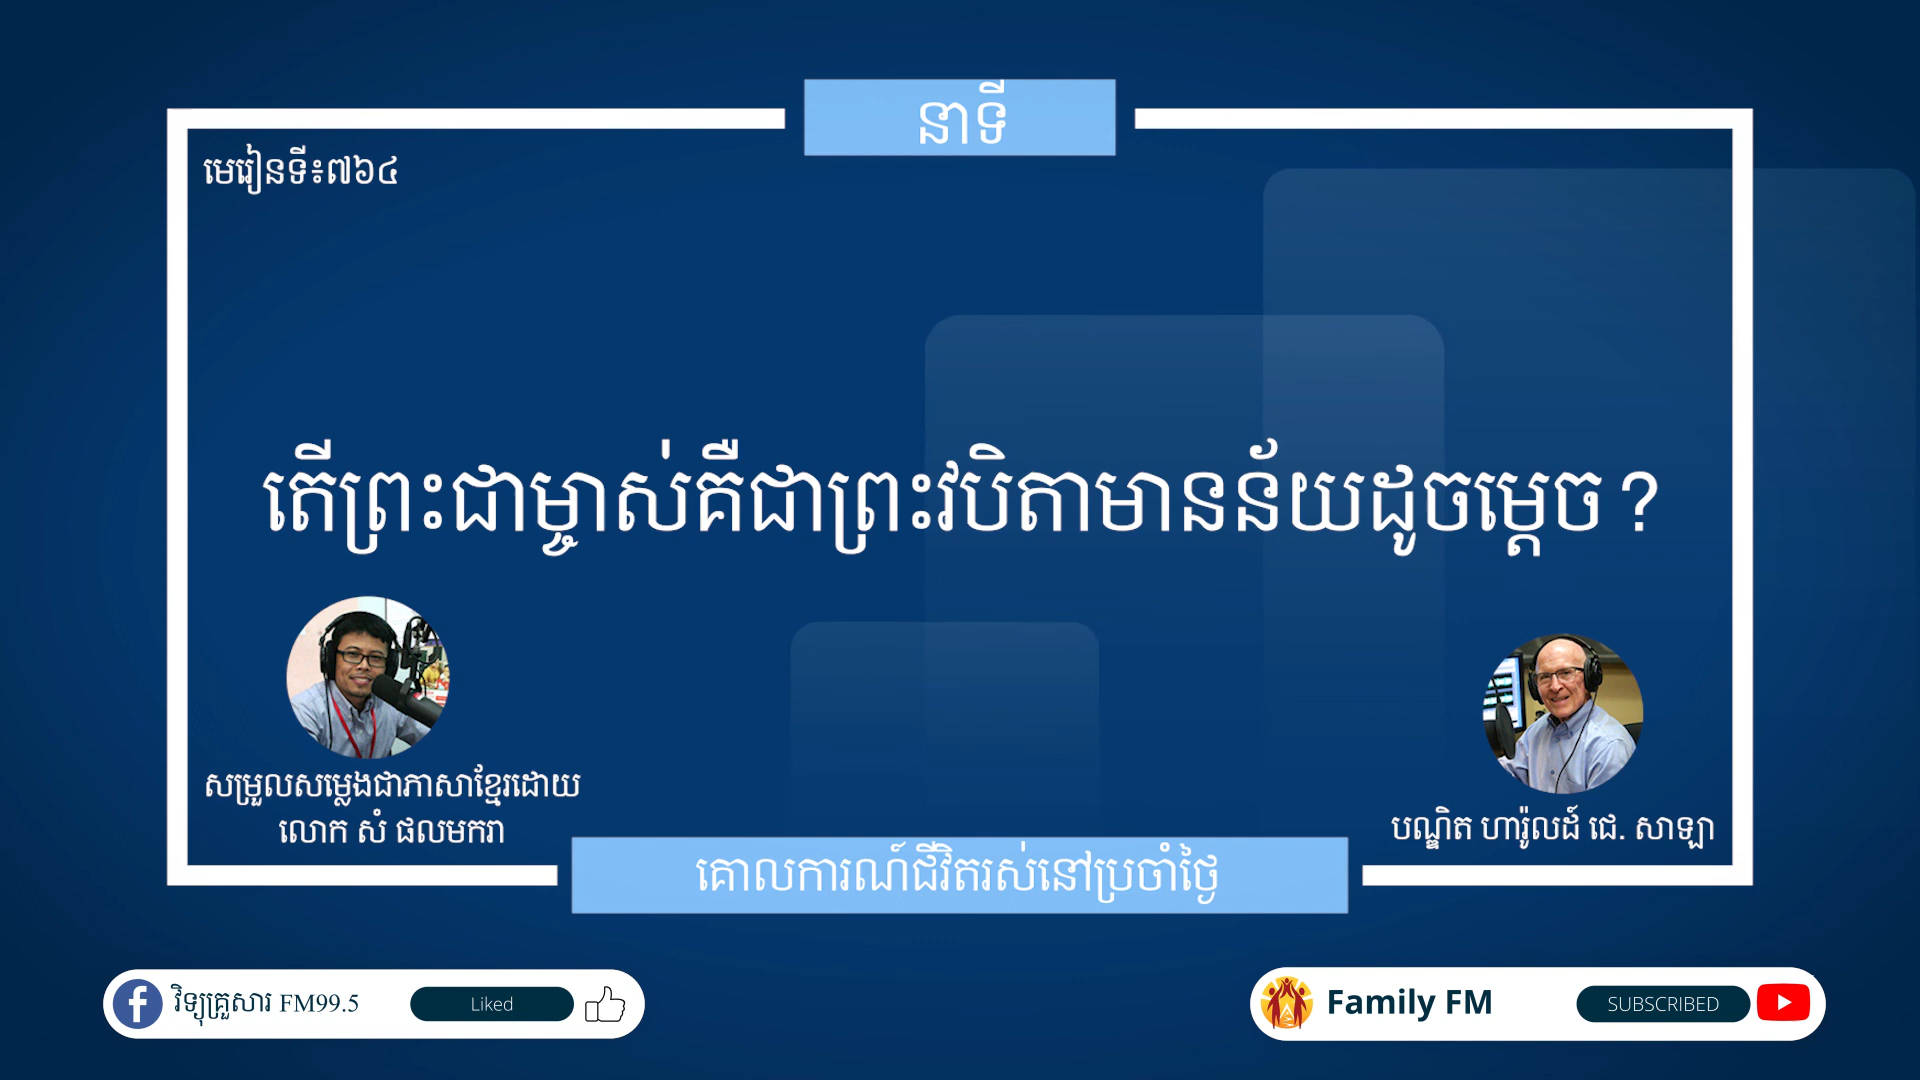 នាទី
មេរៀនទី៖៧៦៤
តើព្រះជាម្ចាស់គឺជាព្រះវបិតាមានន័យដូចម្ដេច ?
សម្រួលសម្លេងជាភាសាខ្មែរដោយ
លោក សំ ផលមករា
បណ្ឌិត ហារ៉ូលដ៍ ជេ. សាឡា
គោលការណ៍ជីវិតរស់នៅប្រចាំថ្ងៃ
វិទ្យុគ្រួសារ FM99.5
Liked
Family FM
SUBSCRIBED